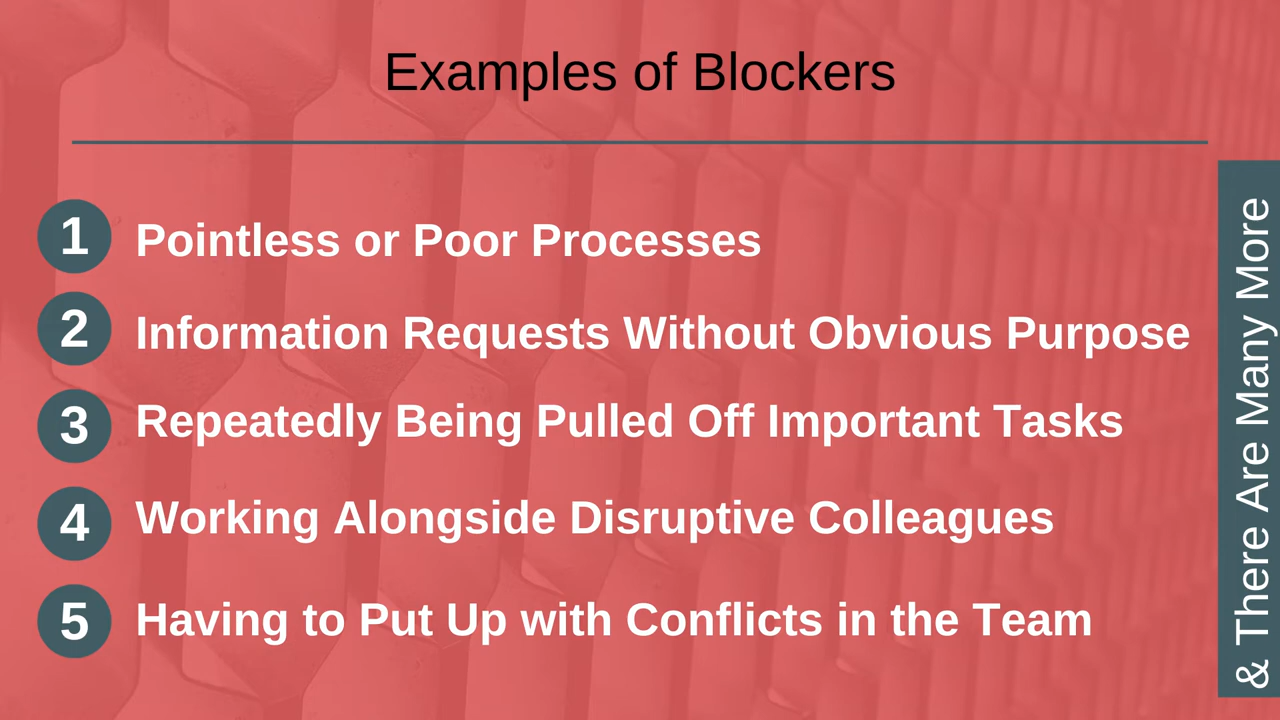 Examples of Blockers
1 Pointless or Poor Processes
2 Information Requests Without Obvious Purpose
3 Repeatedly Being Pulled Off Important Tasks
4 Working Alongside Disruptive Colleagues
5 Having to Put Up with Conflicts in the Team
& There Are Many More